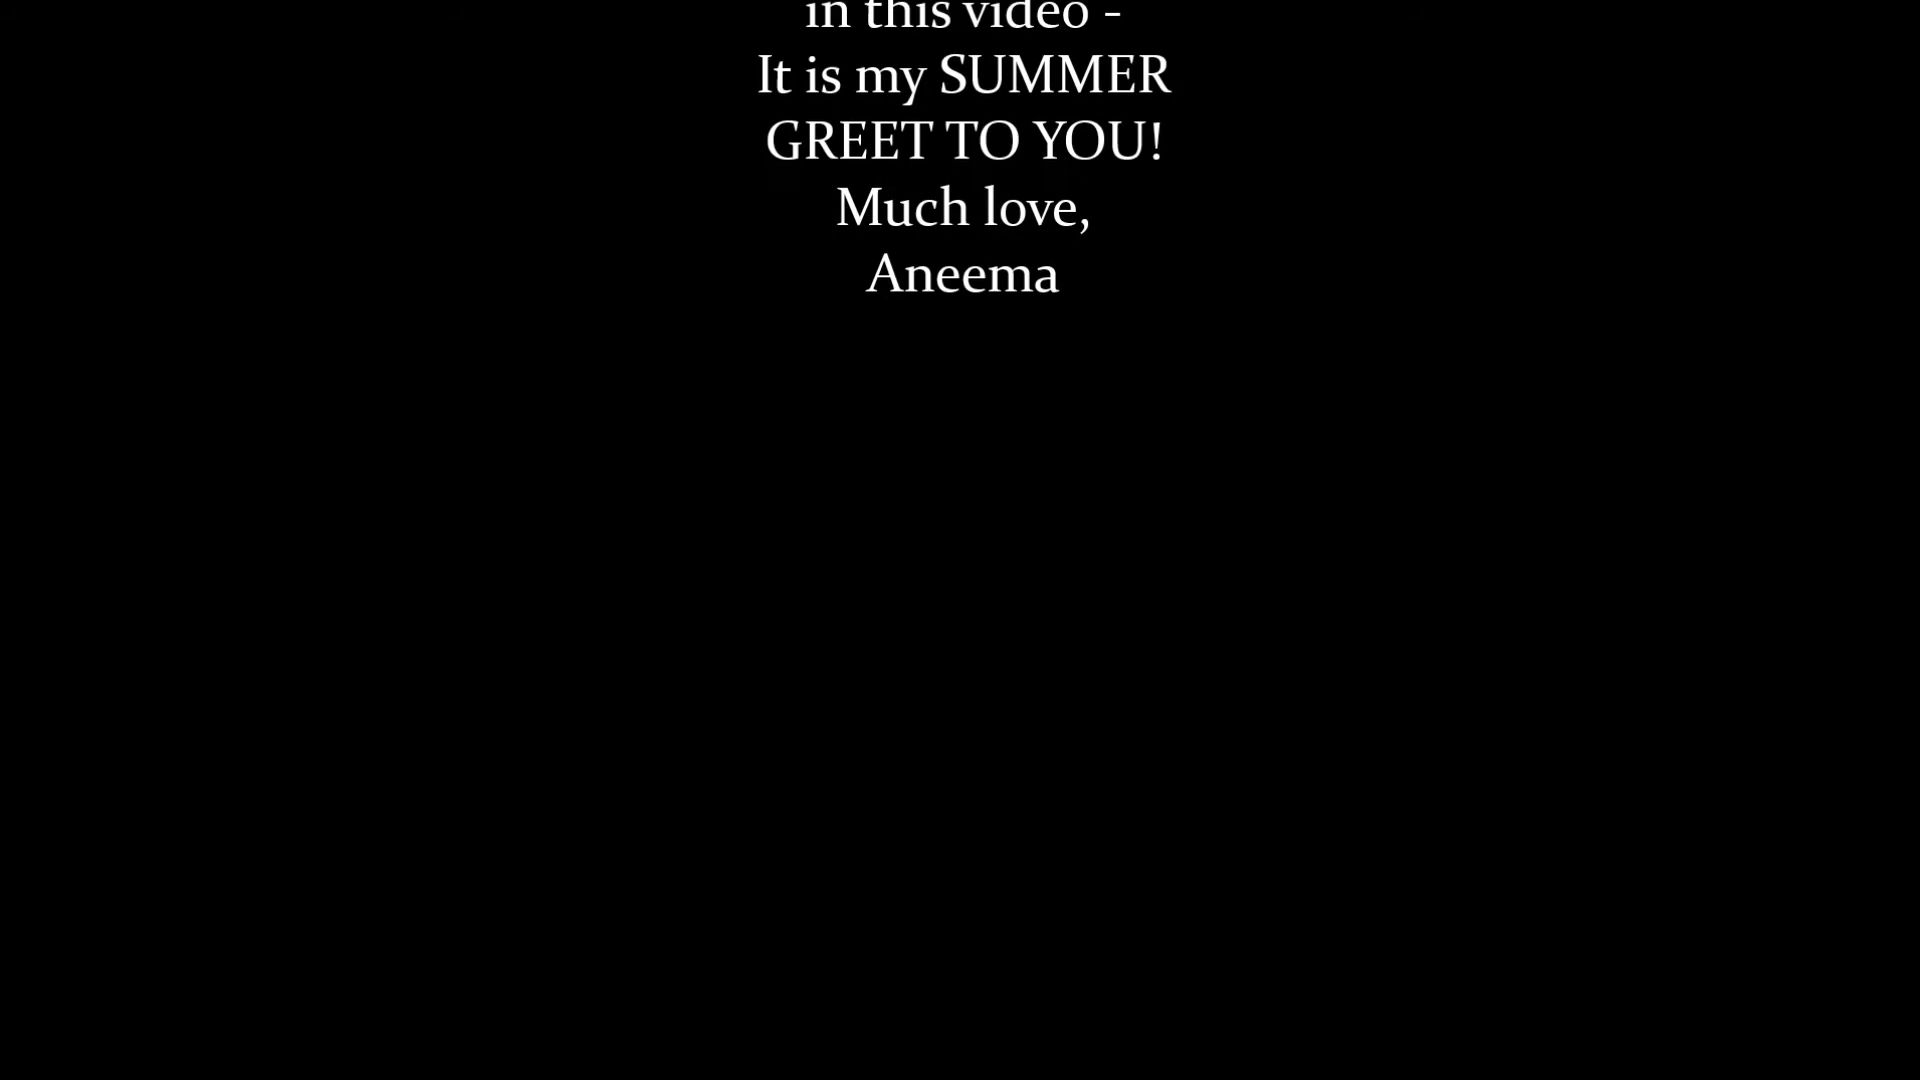 in this video -
It is my SUMMER
GREET TO YOU!
Much love,
Aneema